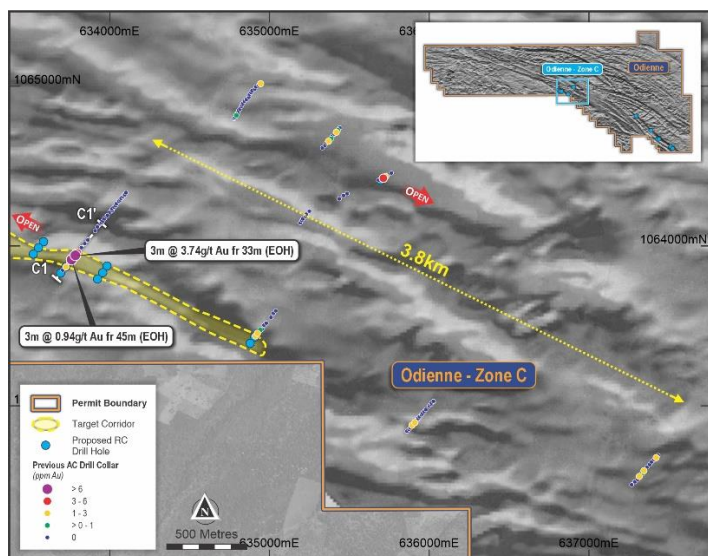 634000mE
635000mE
1065000mN
Odienne - Zone C
Odienne
OPEN
OPEN
C1'
C1
3.8km
1064000mN
3m @ 3.74g/t Au fr 33m (EOH)
3m @ 0.94g/t Au fr 45m (EOH)
Odienne - Zone C
Permit Boundary
Target Corridor
Proposed RC
Drill Hole
Previous AC Drill Collar
(ppm Au)
> 6
3 - 6
1 - 3
> 0 - 1
0
N
500 Metres
635000mE
636000mE
637000mE